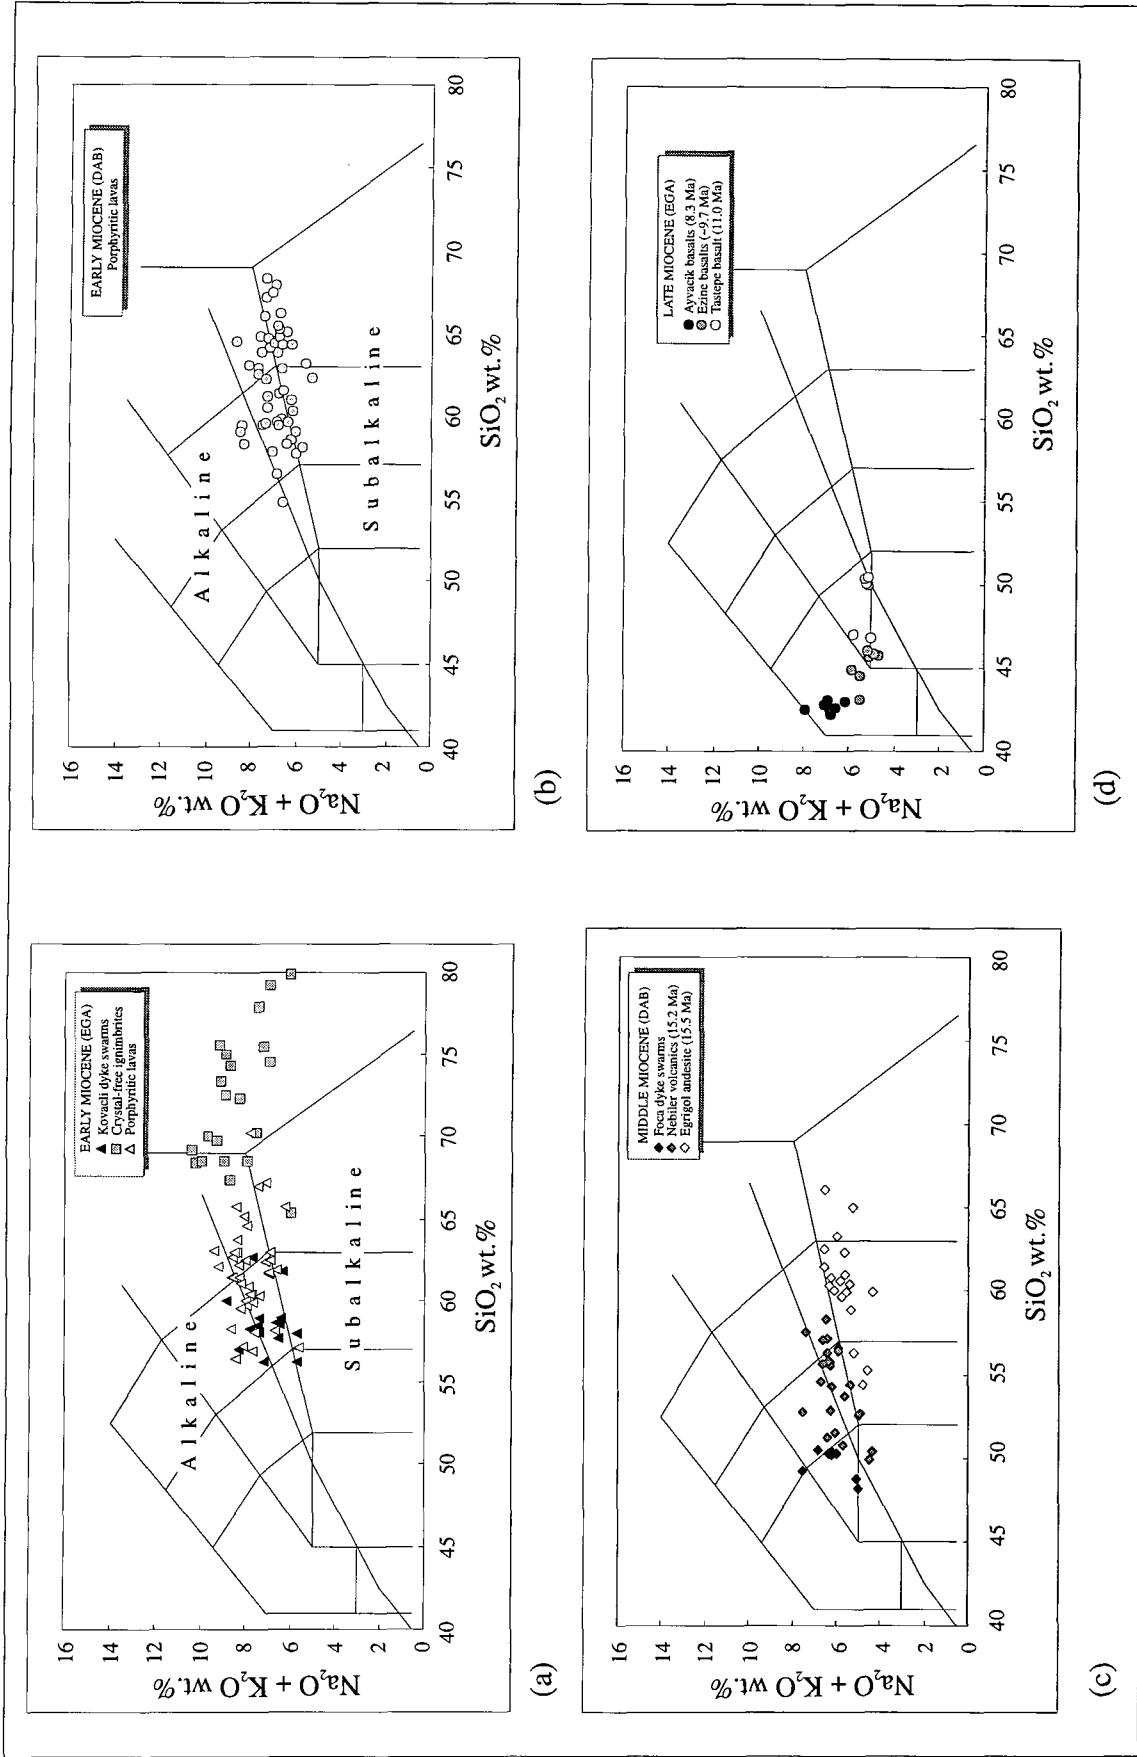 16
14
12
10
8
6
4
2
0
Na₂O + K₂O wt.%
40
45
50
55
60
65
70
75
80
SiO₂ wt.%
EARLY MIOCENE (EGA)
Kovacli dyke swarms
Crystal-free ignimbrites
Porphyritic lavas
Alkaline
Subalkaline
(a)
16
14
12
10
8
6
4
2
0
Na₂O + K₂O wt.%
40
45
50
55
60
65
70
75
80
SiO₂ wt.%
EARLY MIOCENE (DAB)
Porphyritic lavas
Alkaline
Subalkaline
(b)
16
14
12
10
8
6
4
2
0
Na₂O + K₂O wt.%
40
45
50
55
60
65
70
75
80
SiO₂ wt.%
MIDDLE MIOCENE (DAB)
Foca dyke swarms
Nebiler volcanics (15.2 Ma)
Egrigol andesite (15.5 Ma)
(c)
16
14
12
10
8
6
4
2
0
Na₂O + K₂O wt.%
40
45
50
55
60
65
70
75
80
SiO₂ wt.%
LATE MIOCENE (EGA)
Ayvacik basalts (8.3 Ma)
Ezine basalts (~9.7 Ma)
Tastepe basalt (11.0 Ma)
(d)